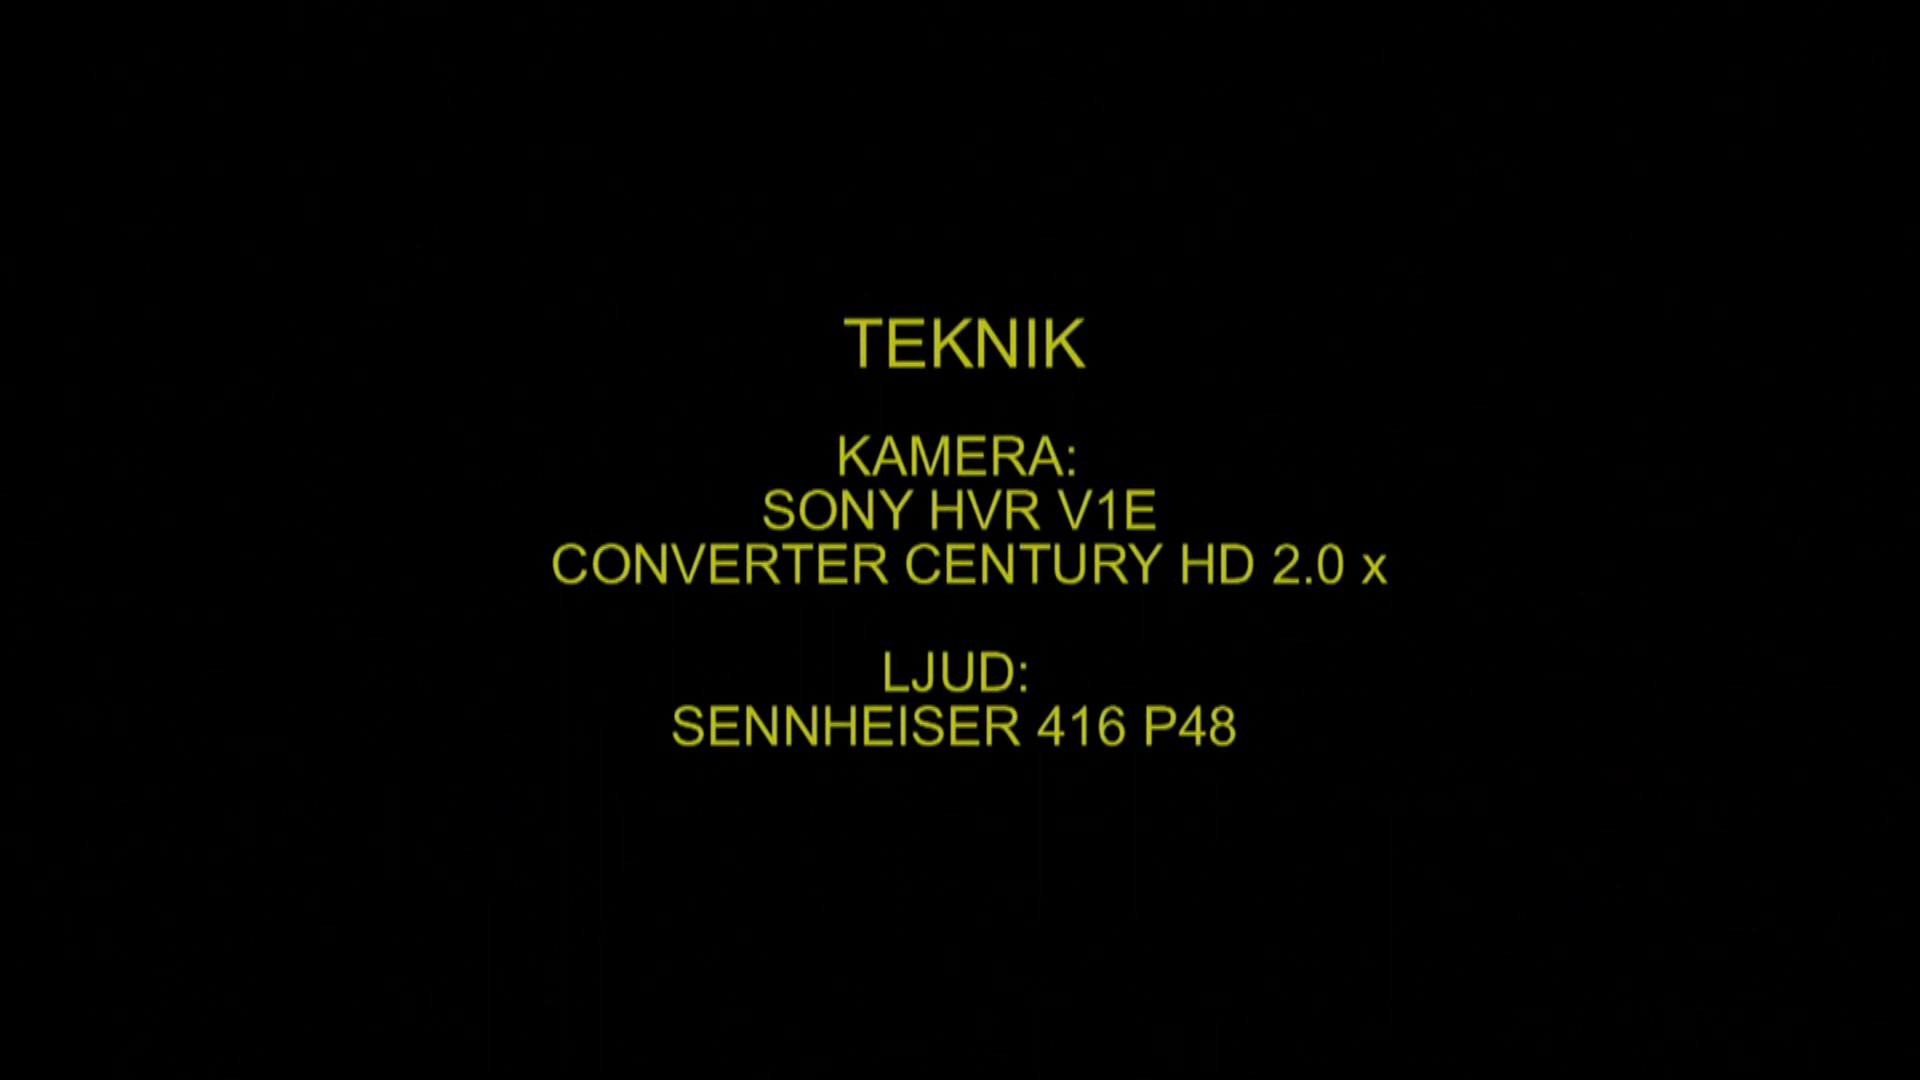 TEKNIK
KAMERA:
SONY HVR V1E
CONVERTER CENTURY HD 2.0 x
LJUD:
SENNHEISER 416 P48